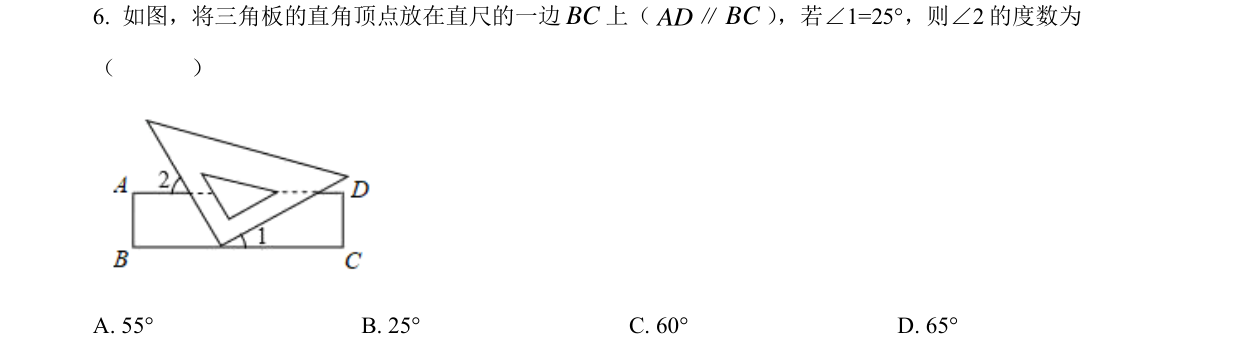 6. 如图，将三角板的直角顶点放在直尺的一边 BC 上（ AD ∥ BC ），若∠1=25°，则∠2 的度数为
（　　）
2
A
D
1
B
C
A. 55° B. 25° C. 60° D. 65°